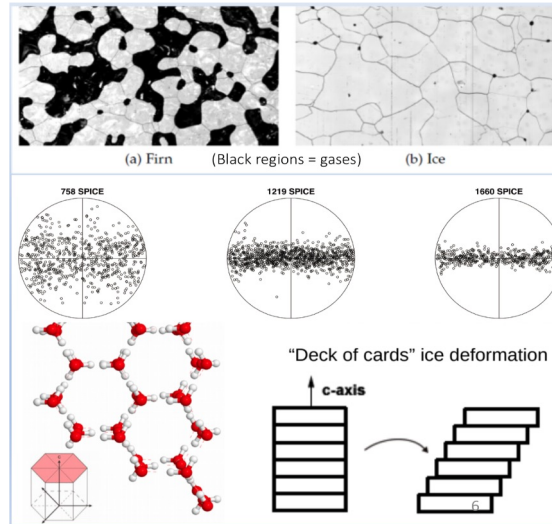 (a) Firn (Black regions = gases) (b) Ice
758 SPICE 1219 SPICE 1660 SPICE
“Deck of cards” ice deformation
c-axis
6